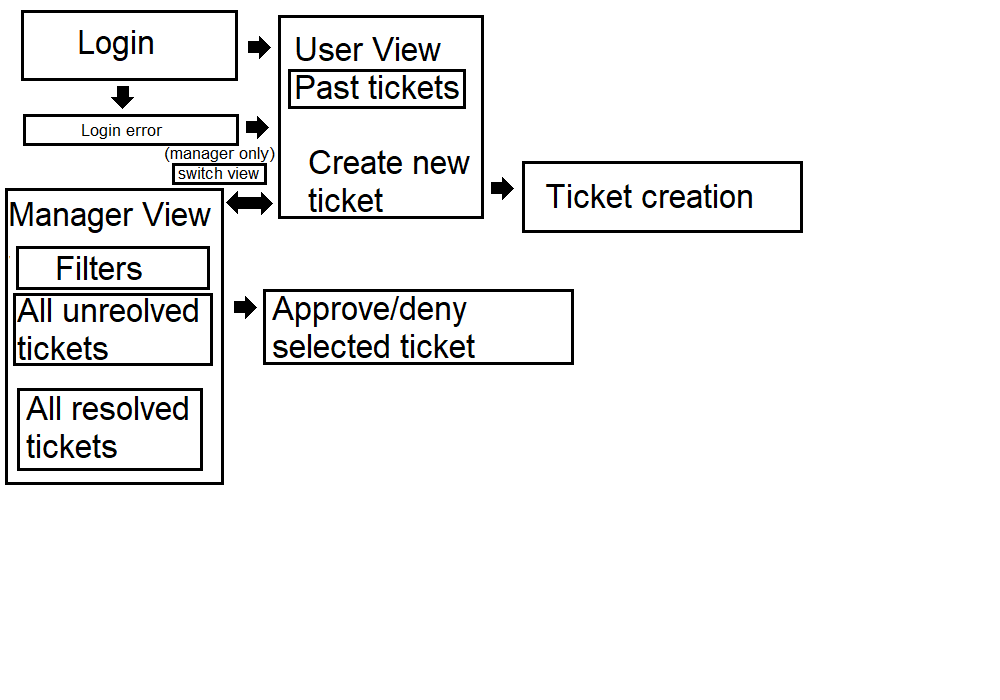 Login
User View
Past tickets
Login error
(manager only)
switch view
Create new
ticket
Ticket creation
Manager View
Filters
All unreolved
tickets
Approve/deny
selected ticket
All resolved
tickets